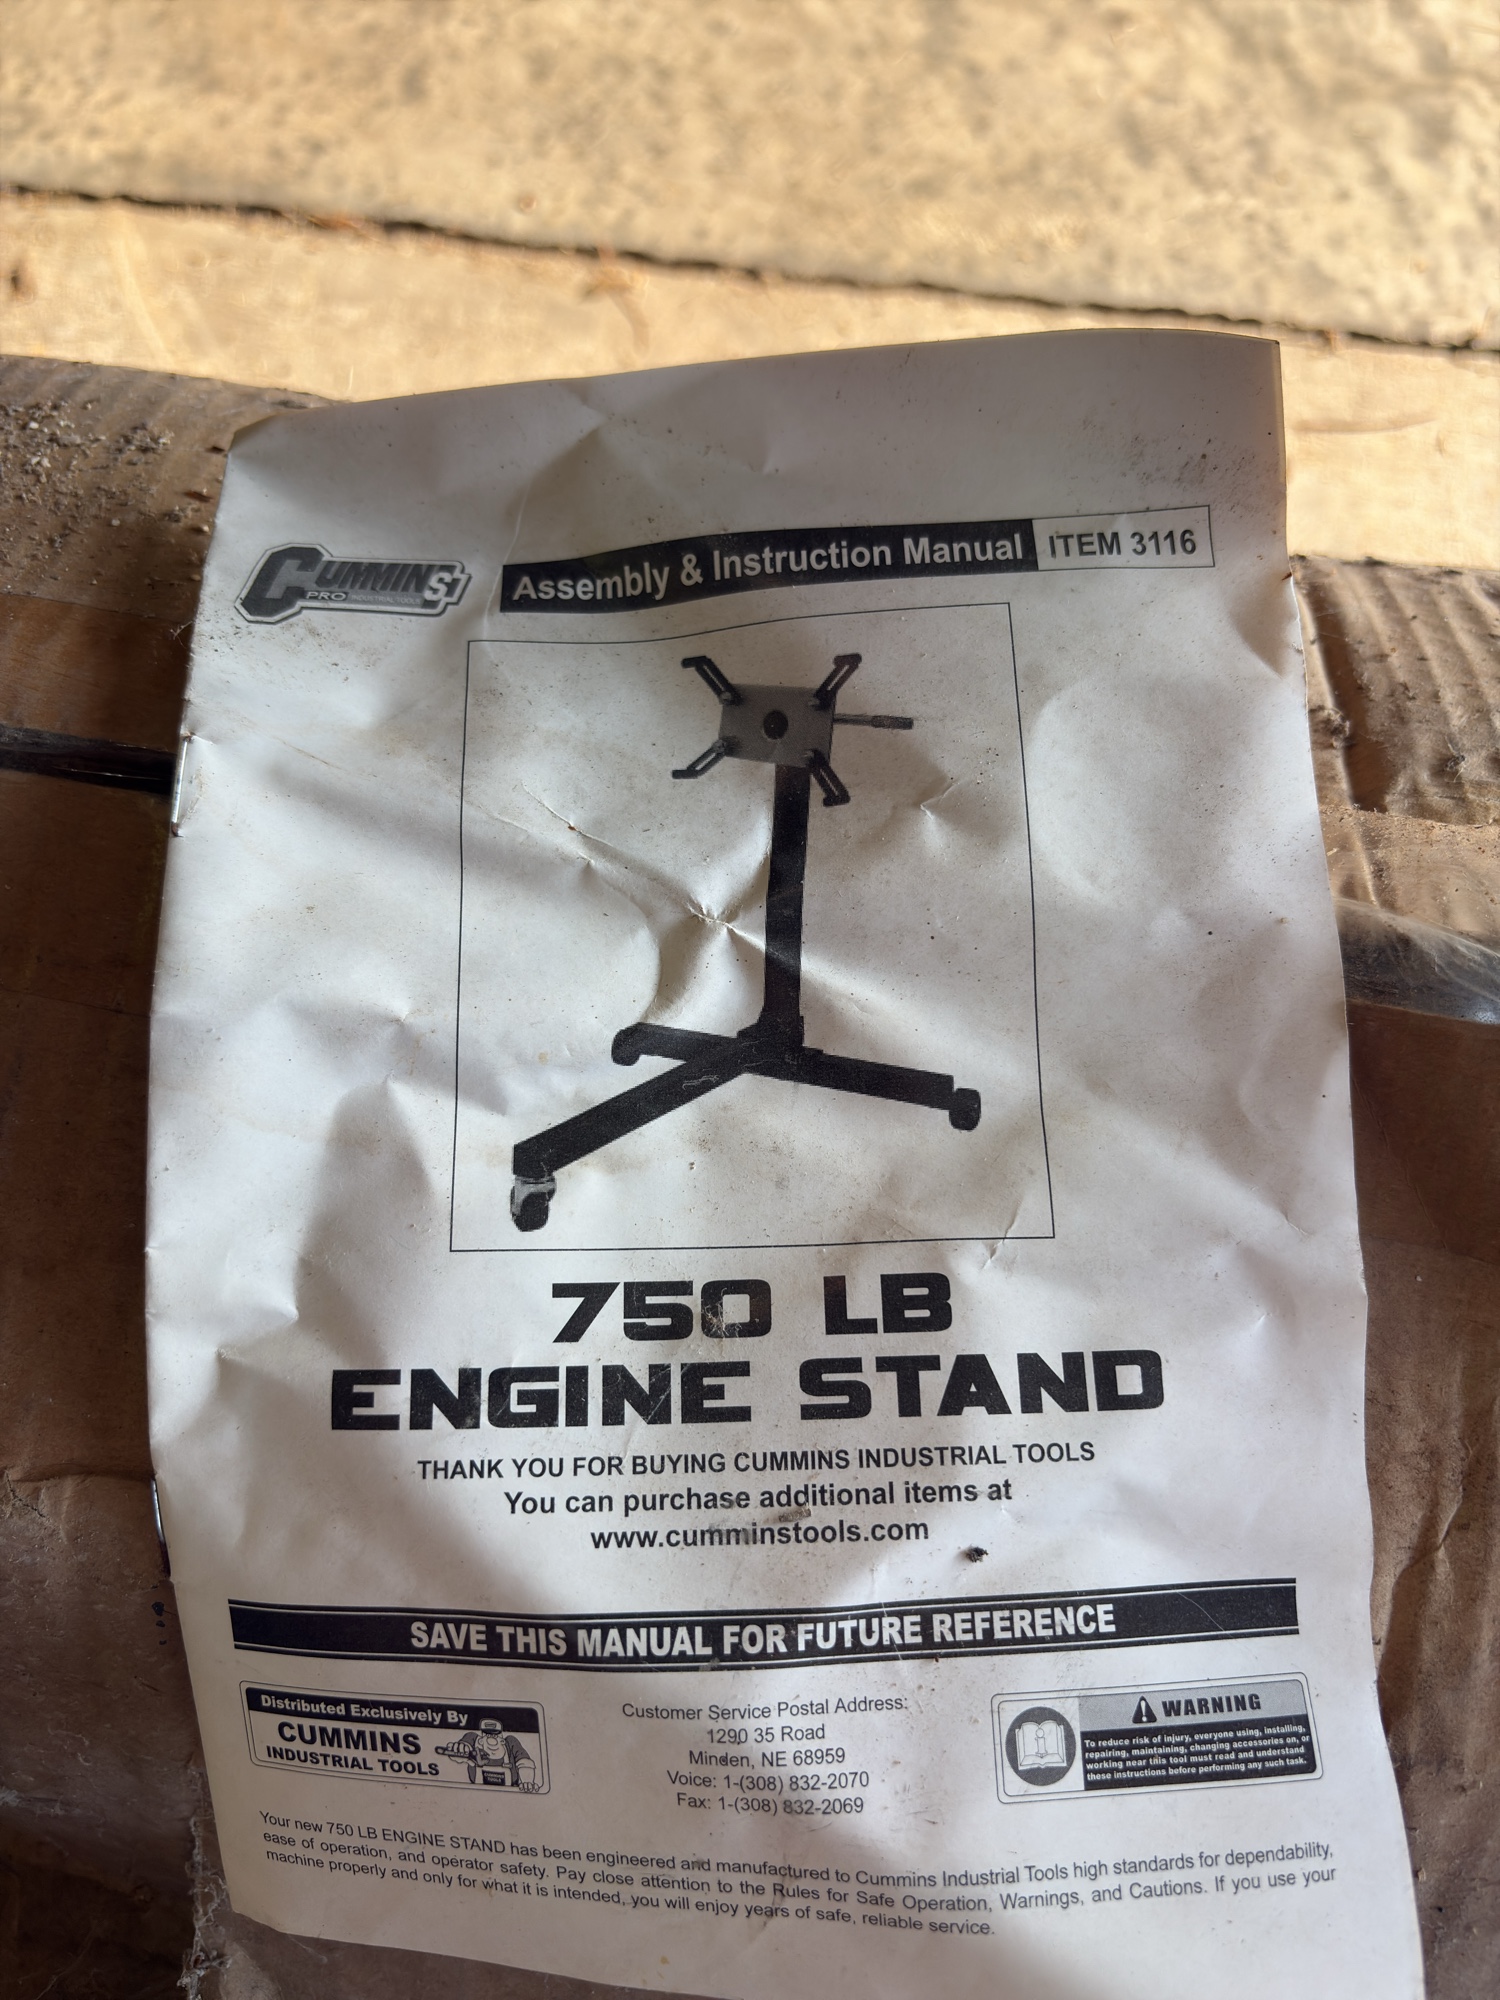 CUMMINS
PRO INDUSTRIAL TOOLS
Assembly & Instruction Manual ITEM 3116
750 LB
ENGINE STAND
THANK YOU FOR BUYING CUMMINS INDUSTRIAL TOOLS
You can purchase additional items at
www.cumminstools.com
SAVE THIS MANUAL FOR FUTURE REFERENCE
Distributed Exclusively By
CUMMINS
INDUSTRIAL TOOLS
Customer Service Postal Address:
1290 35 Road
Minden, NE 68959
Voice: 1-(308) 832-2070
Fax: 1-(308) 832-2069
WARNING
To reduce risk of injury, everyone using, installing,
repairing, maintaining, changing accessories on, or
working near this tool must read and understand
these instructions before performing any such task.
Your new 750 LB ENGINE STAND has been engineered and manufactured to Cummins Industrial Tools high standards for dependability,
ease of operation, and operator safety. Pay close attention to the Rules for Safe Operation, Warnings, and Cautions. If you use your
machine properly and only for what it is intended, you will enjoy years of safe, reliable service.